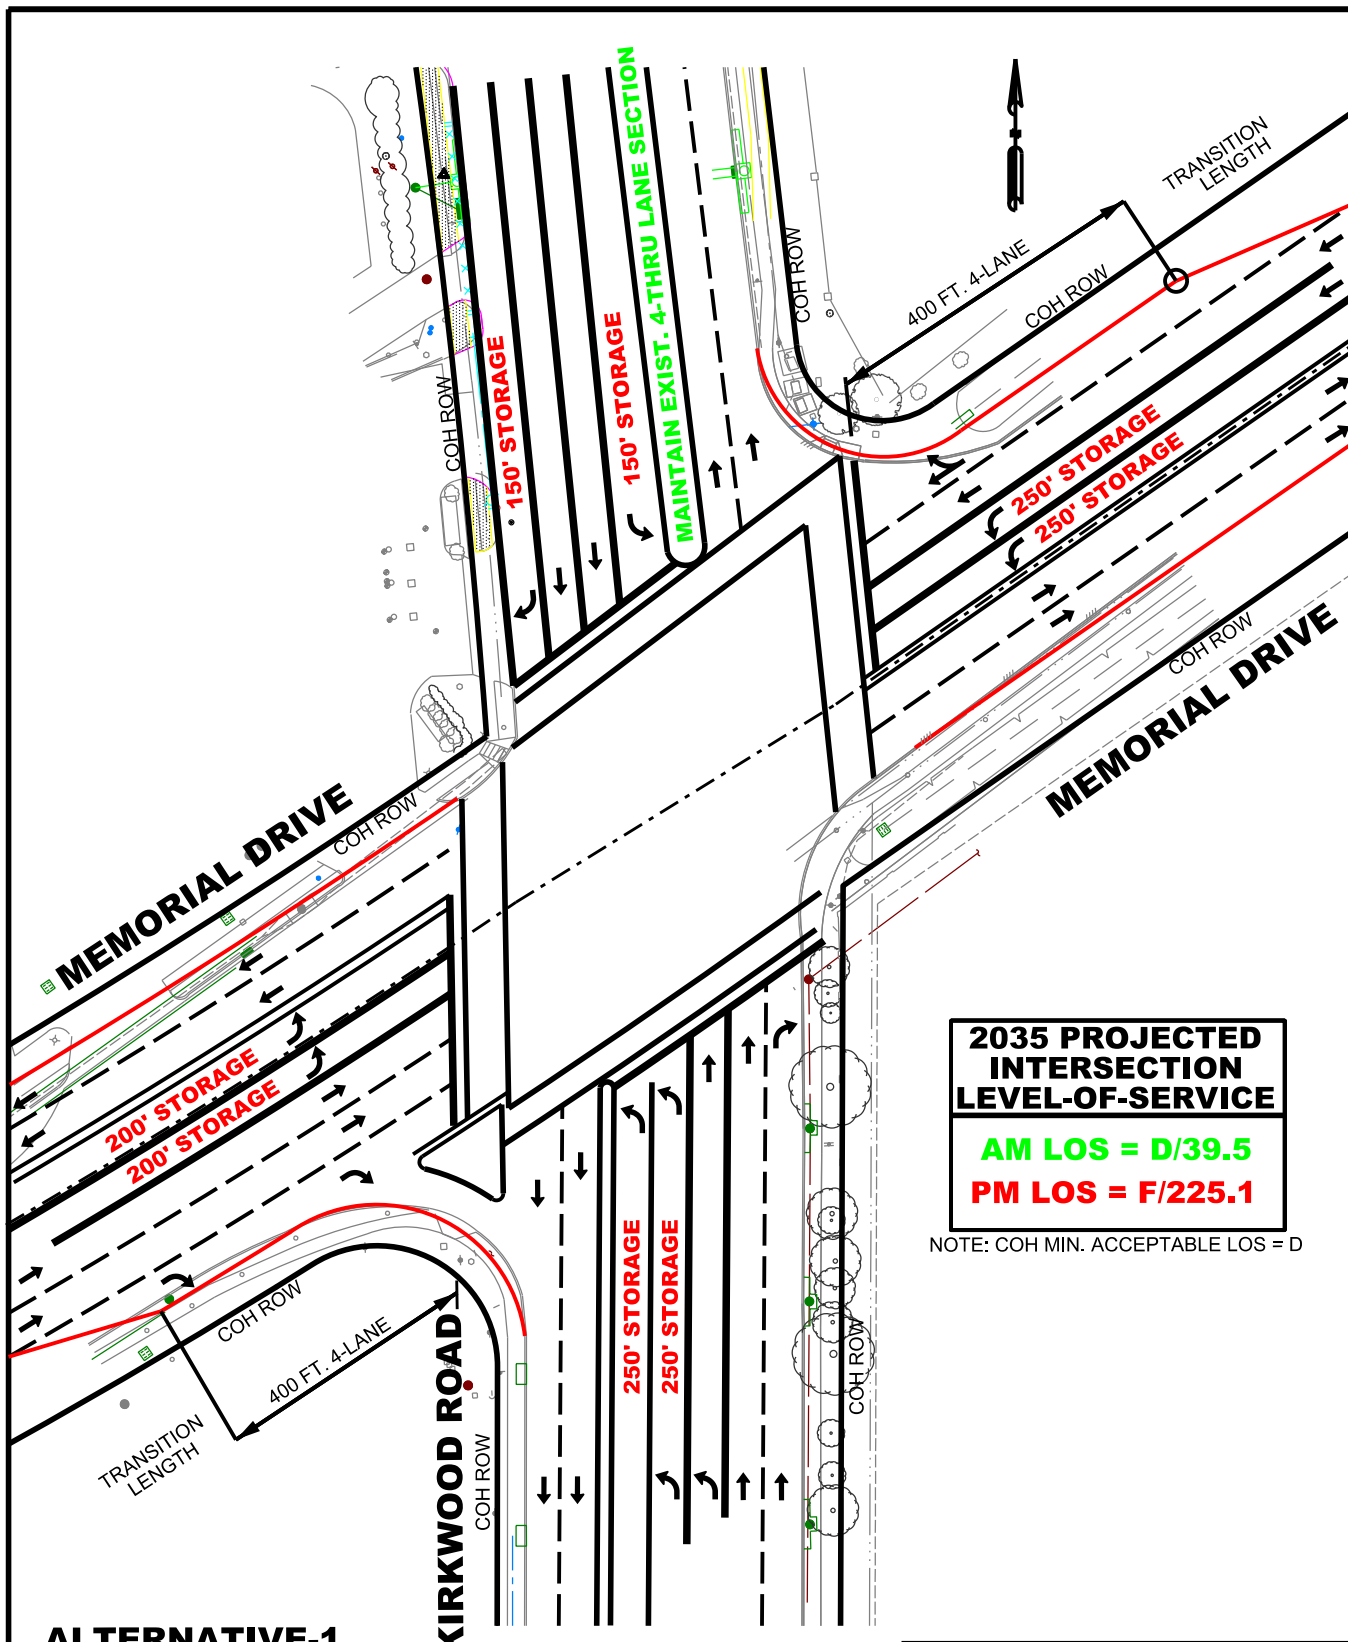 MAINTAIN EXIST. 4-THRU LANE SECTION
150' STORAGE
150' STORAGE
COH ROW
COH ROW
TRANSITION
LENGTH
400 FT. 4-LANE
COH ROW
250' STORAGE
250' STORAGE
COH ROW
MEMORIAL DRIVE
MEMORIAL DRIVE
COH ROW
200' STORAGE
200' STORAGE
2035 PROJECTED
INTERSECTION
LEVEL-OF-SERVICE
AM LOS = D/39.5
PM LOS = F/225.1
NOTE: COH MIN. ACCEPTABLE LOS = D
250' STORAGE
250' STORAGE
COH ROW
COH ROW
400 FT. 4-LANE
TRANSITION
LENGTH
KIRKWOOD ROAD
COH ROW
ALTERNATIVE-1